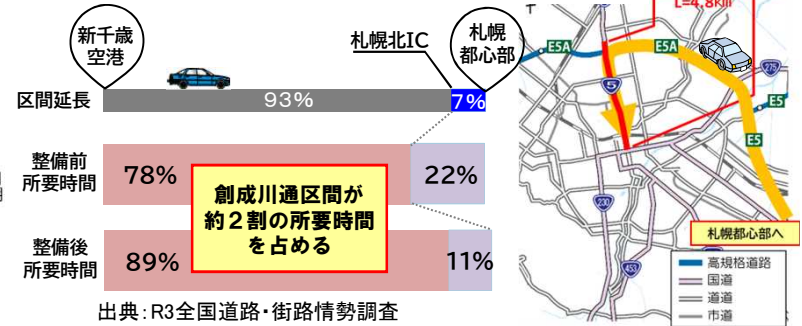 新千歳
空港
札幌北IC
札幌
都心部
区間延長
93%
7%
整備前
所要時間
78%
22%
創成川通区間が
約2割の所要時間
を占める
整備後
所要時間
89%
11%
出典:R3全国道路・街路情勢調査
L=4.8km
E5A
E5A
5
275
E5
E5
230
453
札幌都心部へ
高規格道路
国道
道道
市道